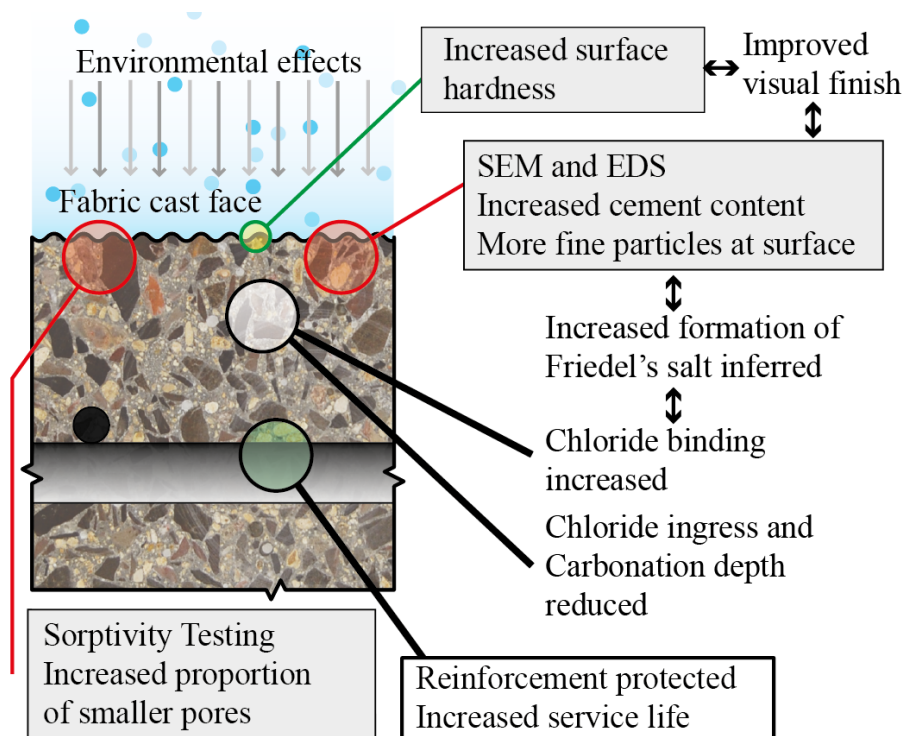 Environmental effects
Fabric cast face
Increased surface
hardness
Improved
visual finish
SEM and EDS
Increased cement content
More fine particles at surface
Increased formation of
Friedel’s salt inferred
Chloride binding
increased
Chloride ingress and
Carbonation depth
reduced
Sorptivity Testing
Increased proportion
of smaller pores
Reinforcement protected
Increased service life